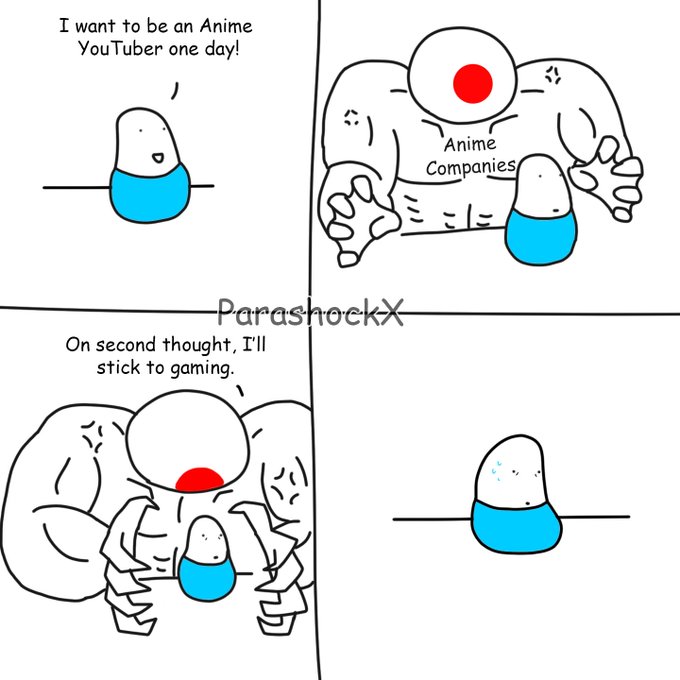 I want to be an Anime
YouTuber one day!
Anime
Companies
ParashockX
On second thought, I'll
stick to gaming.